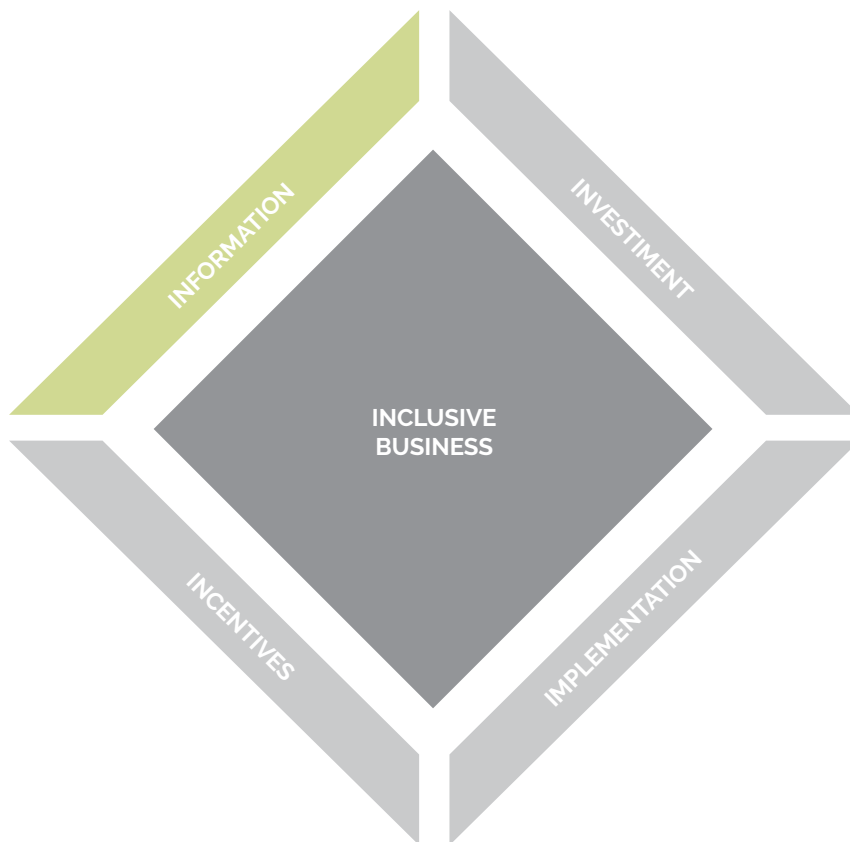 INFORMATION
INVESTIMENT
INCLUSIVE
BUSINESS
INCENTIVES
IMPLEMENTATION